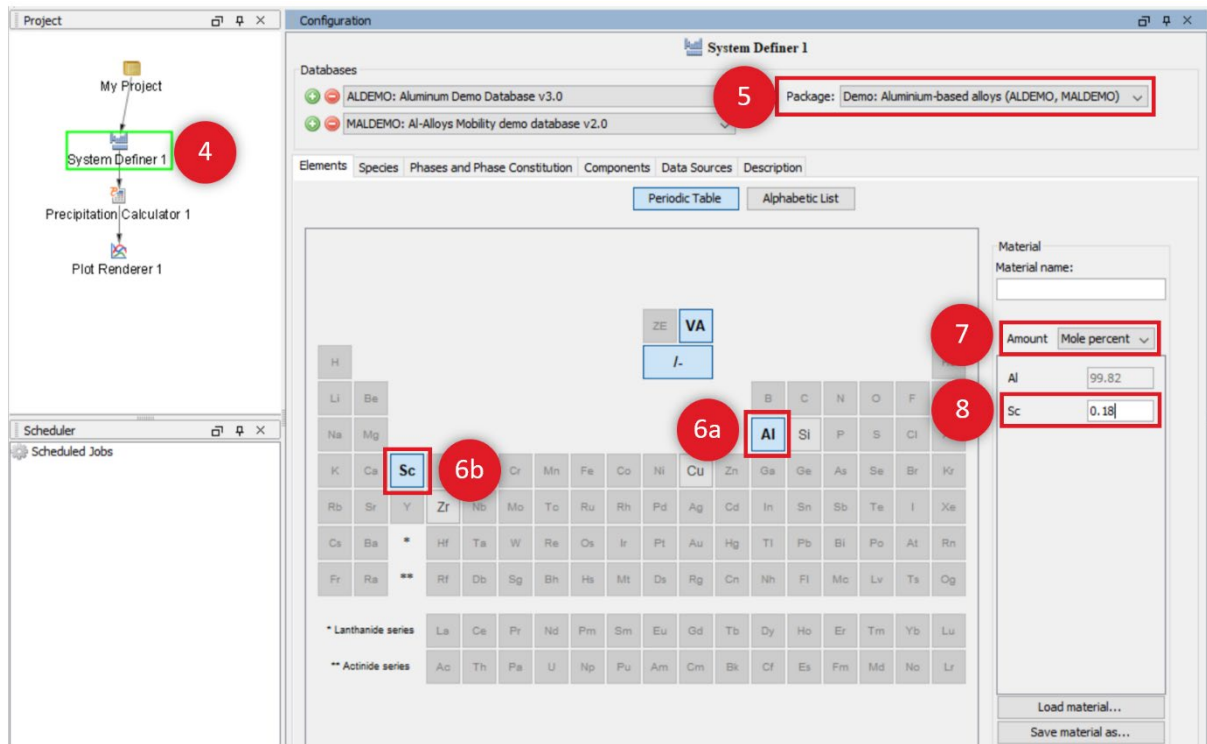 Project
My Project
System Definer 1
4
Precipitation Calculator 1
Plot Renderer 1
Scheduler
Scheduled Jobs
Configuration
System Definer 1
Databases
ALDEMO: Aluminum Demo Database v3.0
MALDEMO: Al-Alloys Mobility demo database v2.0
5
Package: Demo: Aluminium-based alloys (ALDEMO, MALDEMO)
Elements Species Phases and Phase Constitution Components Data Sources Description
Periodic Table Alphabetic List
ZE VA
/-
H
Li Be B C N O F
Na Mg 6a Al Si P S Cl
K Ca Sc 6b Cr Mn Fe Co Ni Cu Zn Ga Ge As Se Br Kr
Rb Sr Y Zr Nb Mo Tc Ru Rh Pd Ag Cd In Sn Sb Te I Xe
Cs Ba * Hf Ta W Re Os Ir Pt Au Hg Tl Pb Bi Po At Rn
Fr Ra ** Rf Db Sg Bh Hs Mt Ds Rg Cn Nh Fl Mc Lv Ts Og
* Lanthanide series La Ce Pr Nd Pm Sm Eu Gd Tb Dy Ho Er Tm Yb Lu
** Actinide series Ac Th Pa U Np Pu Am Cm Bk Cf Es Fm Md No Lr
Material
Material name:
7
Amount Mole percent
Al 99.82
8
Sc 0.18
Load material...
Save material as...